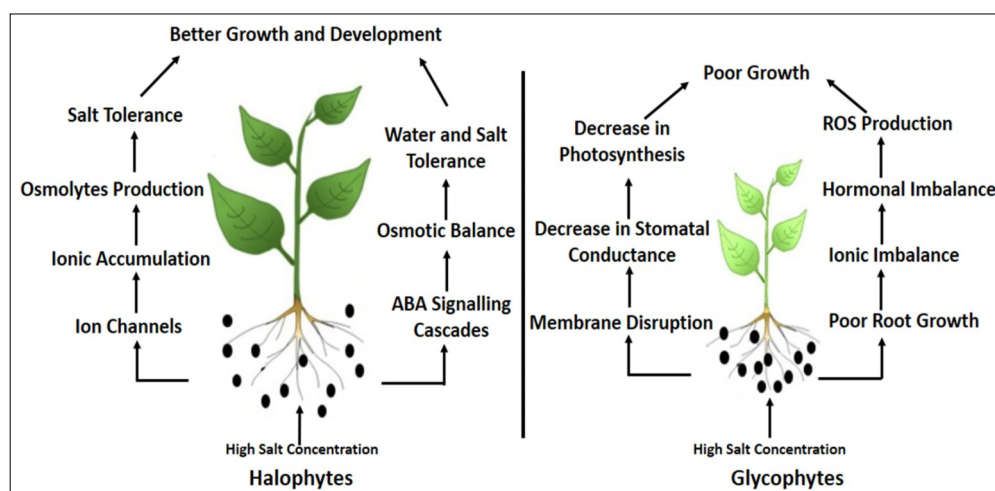 Better Growth and Development
Salt Tolerance
Osmolytes Production
Ionic Accumulation
Ion Channels
Water and Salt
Tolerance
Osmotic Balance
ABA Signalling
Cascades
High Salt Concentration
Halophytes
Poor Growth
Decrease in
Photosynthesis
Decrease in Stomatal
Conductance
Membrane Disruption
ROS Production
Hormonal Imbalance
Ionic Imbalance
Poor Root Growth
High Salt Concentration
Glycophytes